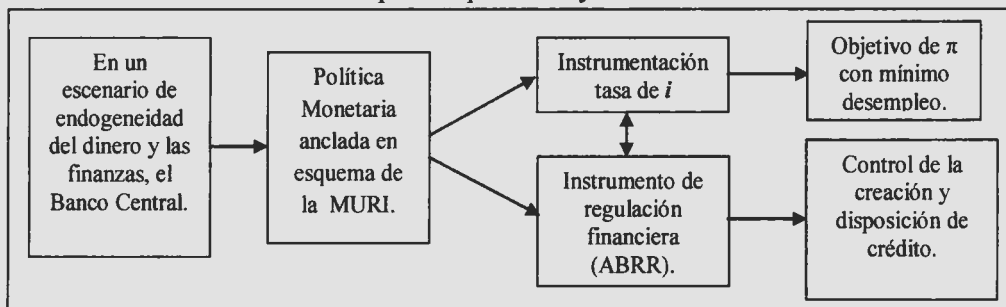 En un
escenario de
endogeneidad
del dinero y las
finanzas, el
Banco Central.
Política
Monetaria
anclada en
esquema de
la MURI.
Instrumentación
tasa de i
Objetivo de π
con mínimo
desempleo.
Instrumento de
regulación
financiera
(ABRR).
Control de la
creación y
disposición de
crédito.